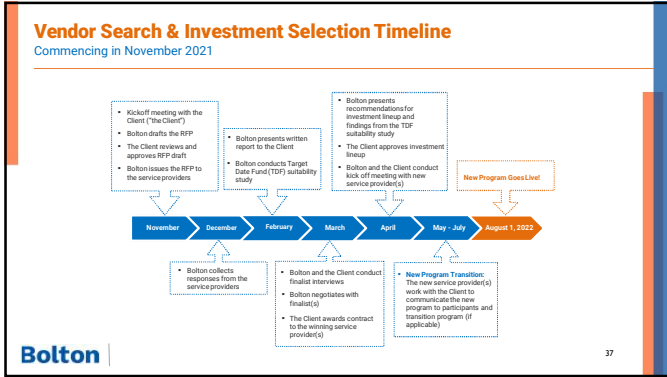 Vendor Search & Investment Selection Timeline
Commencing in November 2021
▪ Kickoff meeting with the
Client ("the Client")
▪ Bolton drafts the RFP
▪ The Client reviews and
approves RFP draft
▪ Bolton issues the RFP to
the service providers
▪ Bolton presents written
report to the Client
▪ Bolton conducts Target
Date Fund (TDF) suitability
study
▪ Bolton presents
recommendations for
investment lineup and
findings from the TDF
suitability study
▪ The Client approves investment
lineup
▪ Bolton and the Client conduct
kick off meeting with new
service provider(s)
New Program Goes Live!
November
December
February
March
April
May - July
August 1, 2022
▪ Bolton collects
responses from the
service providers
▪ Bolton and the Client conduct
finalist interviews
▪ Bolton negotiates with
finalist(s)
▪ The Client awards contract
to the winning service
provider(s)
▪ New Program Transition:
The new service provider(s)
work with the Client to
communicate the new
program to participants and
transition program (if
applicable)
Bolton
37